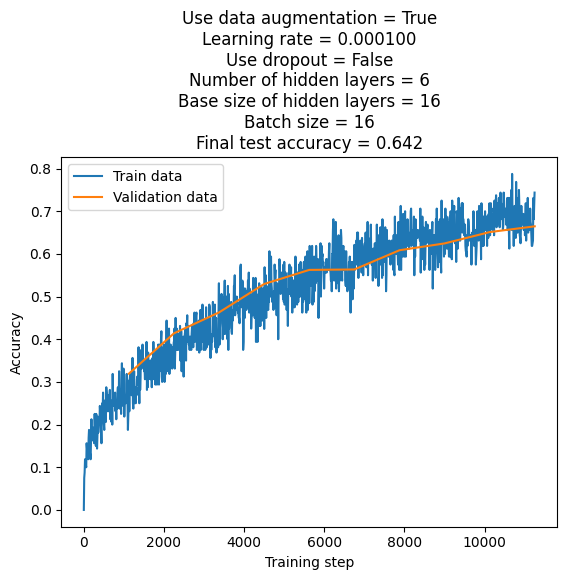 Use data augmentation = True
Learning rate = 0.000100
Use dropout = False
Number of hidden layers = 6
Base size of hidden layers = 16
Batch size = 16
Final test accuracy = 0.642
Train data
Validation data
0.8
0.7
0.6
0.5
0.4
0.3
0.2
0.1
0.0
Accuracy
0 2000 4000 6000 8000 10000
Training step